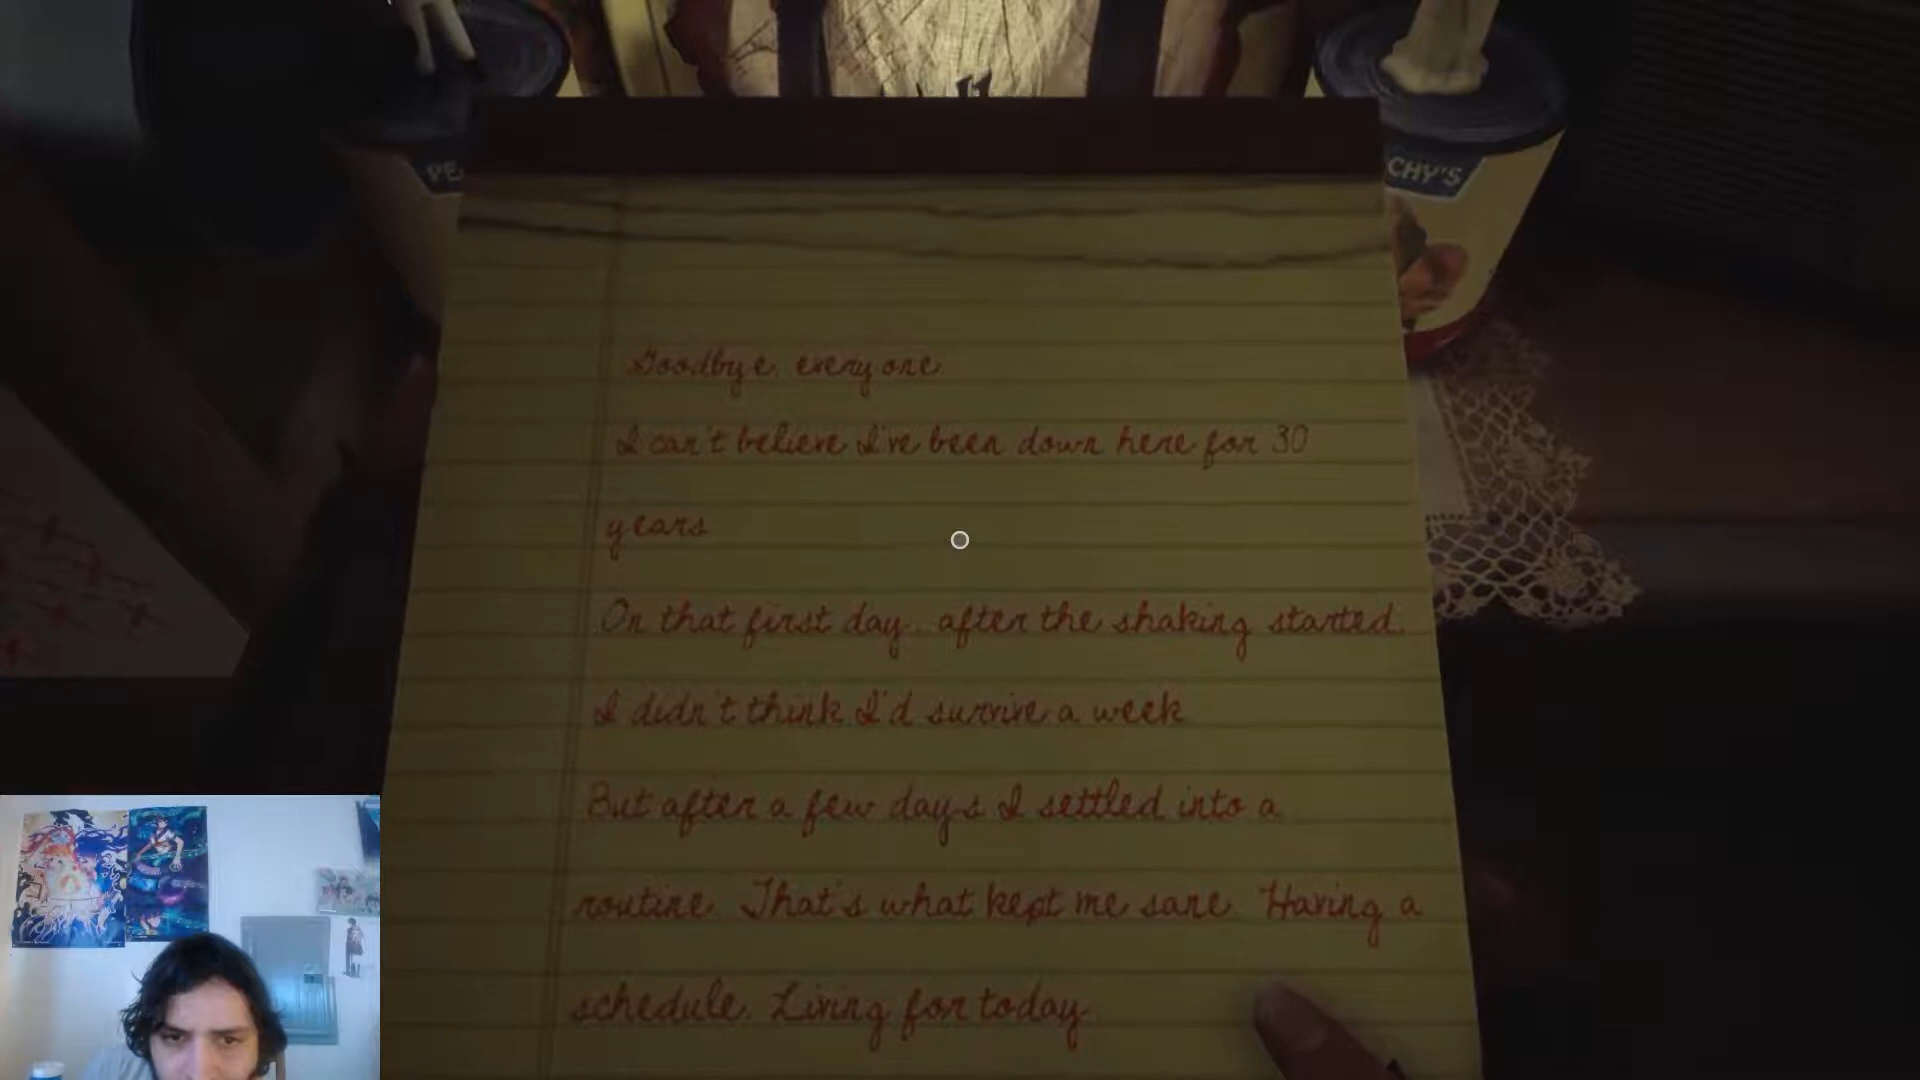 PE
CHY'S
Goodbye everyone
I can't believe I've been down here for 30
years
On that first day, after the shaking started,
I didn't think I'd survive a week
But after a few days I settled into a
routine. That's what kept me sane. Having a
schedule. Living for today.